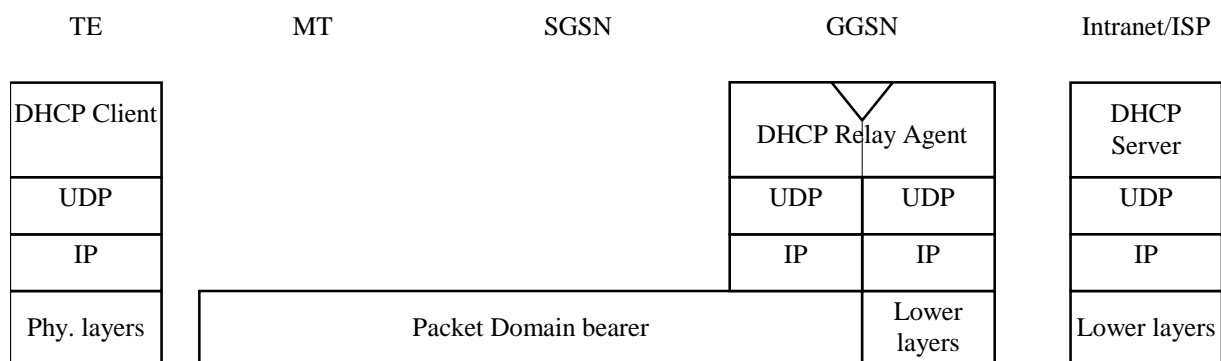 TE MT SGSN GGSN Intranet/ISP
DHCP Client
DHCP Relay Agent
DHCP
Server
UDP UDP UDP UDP
IP IP IP IP
Phy. layers
Packet Domain bearer
Lower
layers
Lower layers